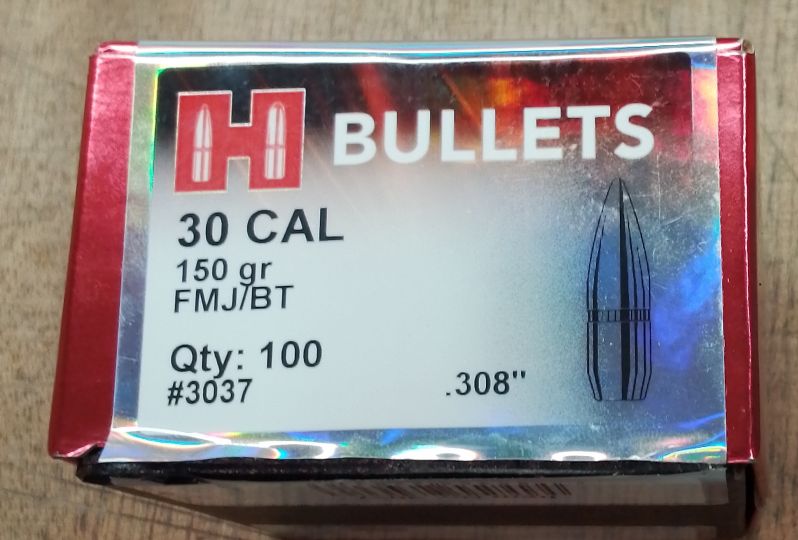 H BULLETS
30 CAL
150 gr
FMJ/BT
Qty: 100
#3037 .308"